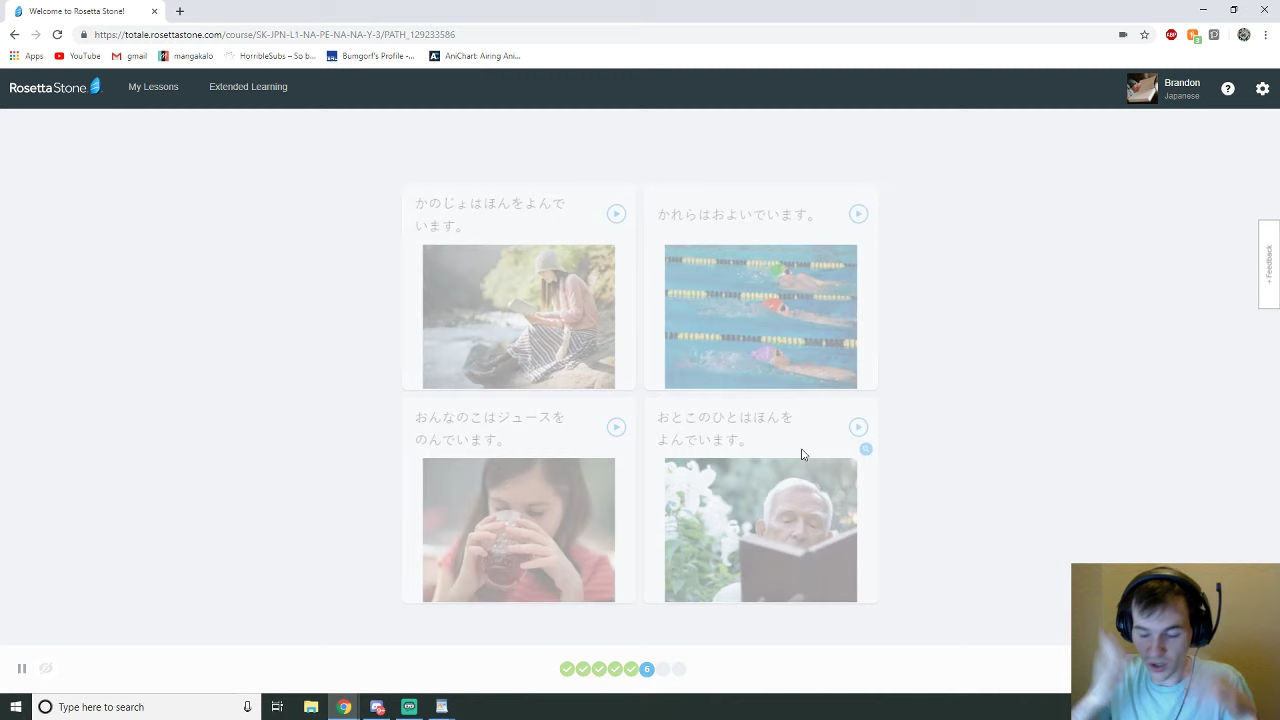 Welcome to Rosetta Stone!
https://totale.rosettastone.com/course/SK-JPN-L1-NA-PE-NA-NA-Y-3/PATH_129233586
Apps
YouTube
gmail
mangakalo
HorribleSubs – So b...
Bumgorf's Profile -...
AniChart: Airing Ani...
RosettaStone
My Lessons
Extended Learning
Brandon
Japanese
かのじょはほんをよんで
います。
かれらはおよいでいます。
+ Feedback
おんなのこはジュースを
のんでいます。
おとこのひとはほんを
よんでいます。
6
Type here to search